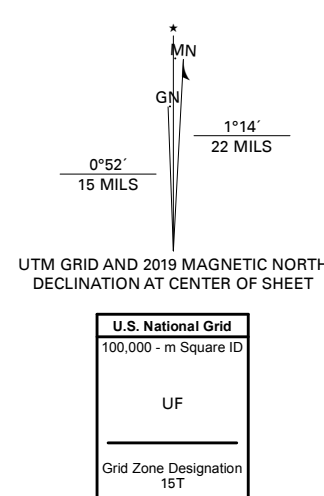 ★
MN
GN
1°14´
22 MILS
0°52´
15 MILS
UTM GRID AND 2019 MAGNETIC NORTH
DECLINATION AT CENTER OF SHEET
U.S. National Grid
100,000 - m Square ID
UF
Grid Zone Designation
15T